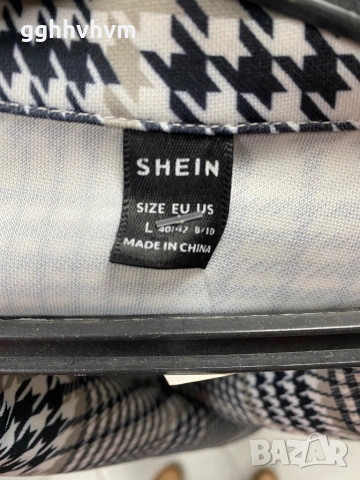 gghhvhvm
SHEIN
SIZE EU US
L 40/42 8/10
MADE IN CHINA
BAZAR